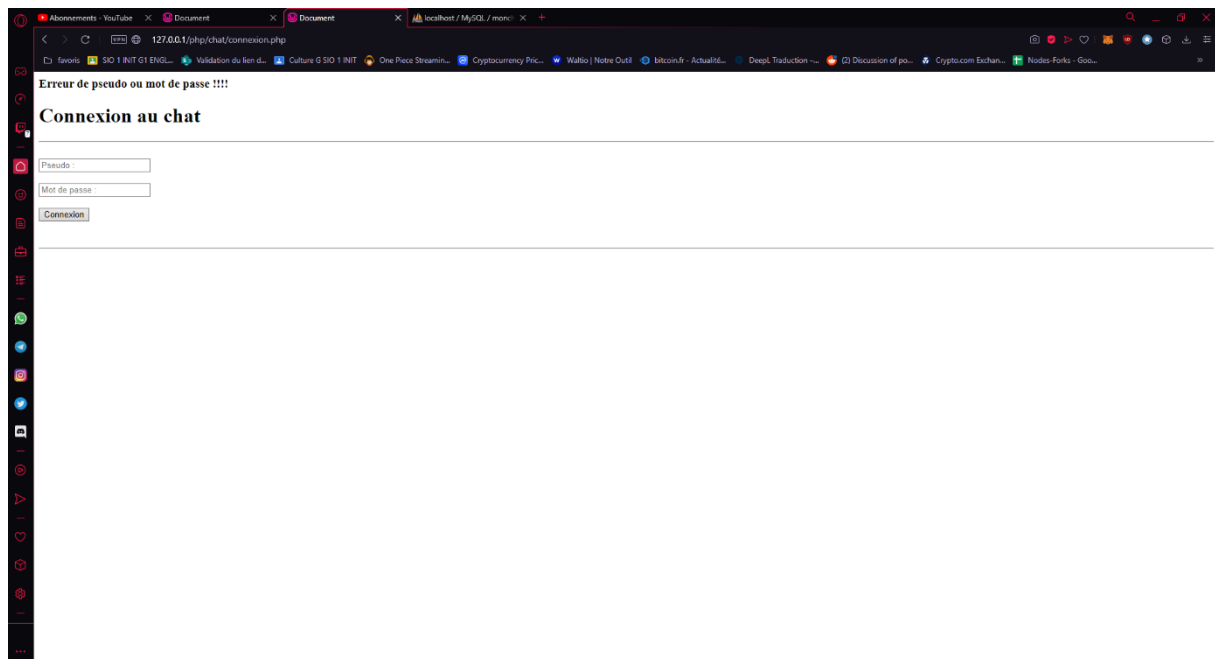 Abonnements - YouTube
Document
Document
localhost / MySQL / monc
VPN
127.0.0.1/php/chat/connexion.php
favoris
SIO 1 INIT G1 ENGL...
Validation du lien d...
Culture G SIO 1 INIT
One Piece Streamin...
Cryptocurrency Pric...
Waltio | Notre Outil
bitcoin.fr - Actualité...
DeepL Traduction –...
(2) Discussion of po...
Crypto.com Exchan...
Nodes-Forks - Goo...
Erreur de pseudo ou mot de passe !!!!
Connexion au chat
Pseudo :
Mot de passe :
Connexion